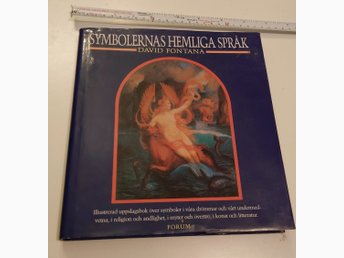 SYMBOLERNAS HEMLIGA SPRÅK
DAVID FONTANA
Illustrerad uppslagsbok över symboler i våra drömmar och vårt undermed-
vetna, i religion och andlighet, i myter och riter, i konst och litteratur
FORUM